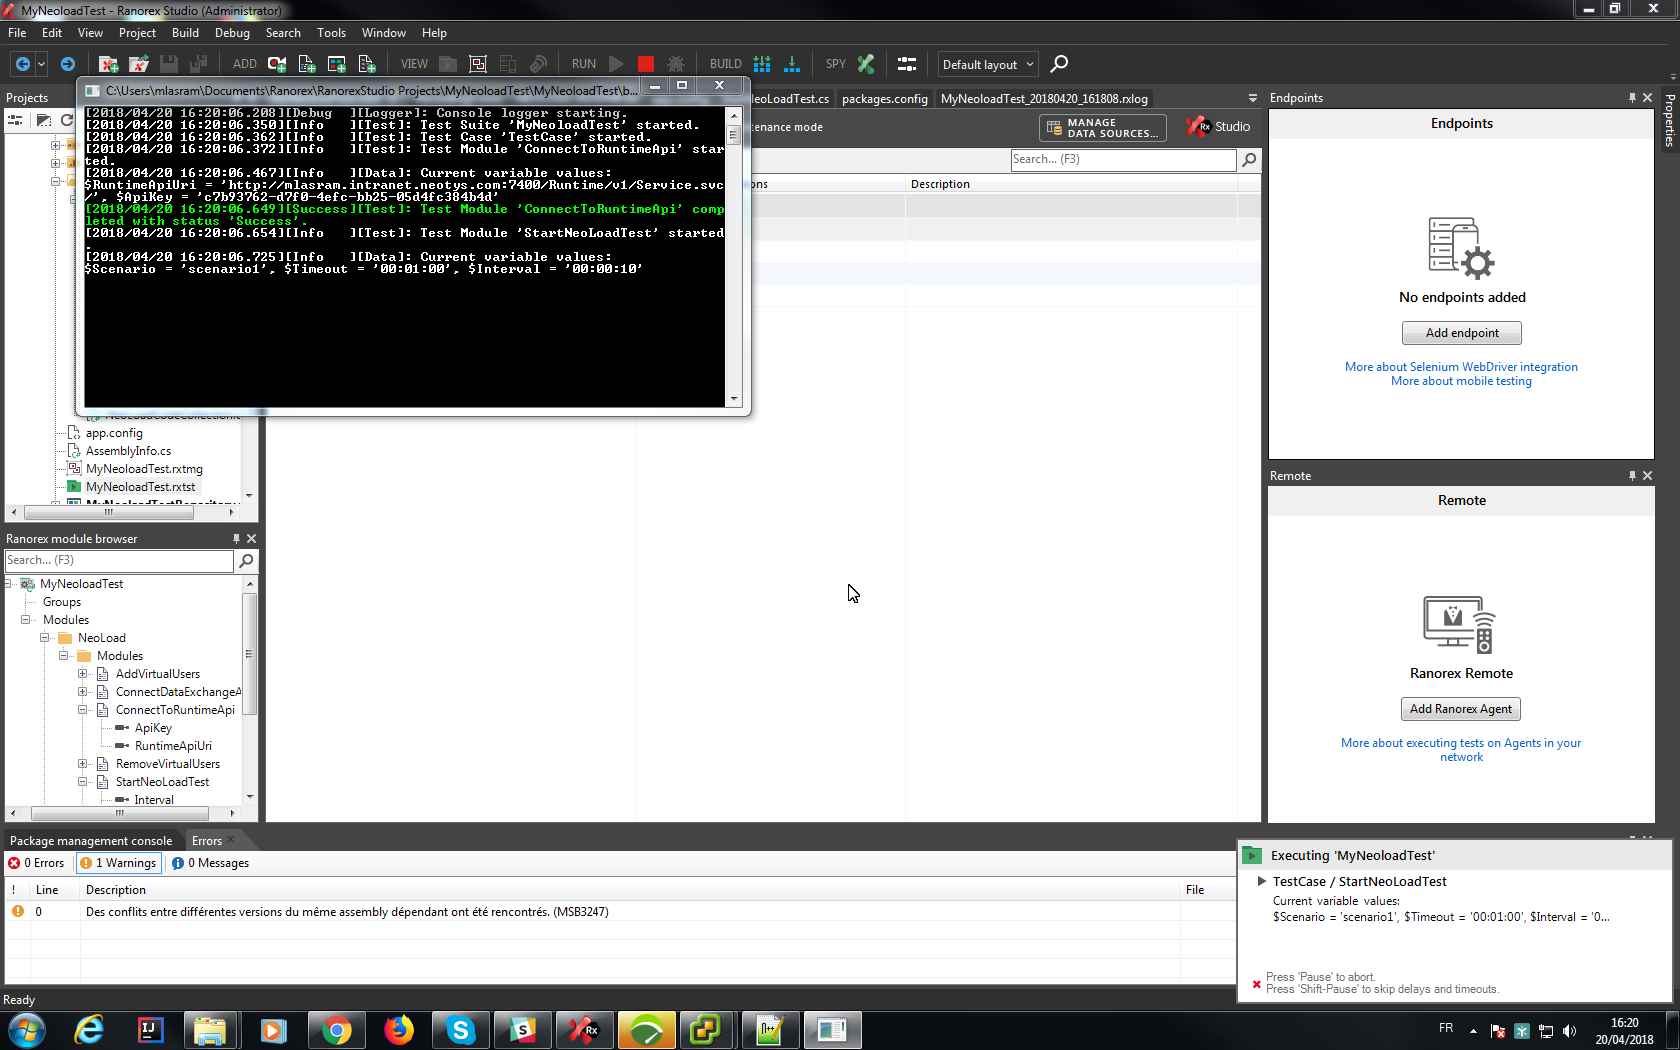 MyNeoloadTest - Ranorex Studio (Administrator)
File Edit View Project Build Debug Search Tools Window Help
ADD VIEW RUN BUILD SPY Default layout
Projects
C:\Users\mlasram\Documents\Ranorex\RanorexStudio Projects\MyNeoloadTest\MyNeoloadTest\b...
[2018/04/20 16:20:06.208][Debug ][Logger]: Console logger starting.
[2018/04/20 16:20:06.350][Info ][Test]: Test Suite 'MyNeoloadTest' started.
[2018/04/20 16:20:06.362][Info ][Test]: Test Case 'TestCase' started.
[2018/04/20 16:20:06.372][Info ][Test]: Test Module 'ConnectToRuntimeApi' star
ted.
[2018/04/20 16:20:06.467][Info ][Data]: Current variable values:
$RuntimeApiUri = 'http://mlasram.intranet.neotys.com:7400/Runtime/v1/Service.svc
/', $ApiKey = 'c7b93762-d7f0-4efc-bb25-05d4fc384b4d'
[2018/04/20 16:20:06.649][Success][Test]: Test Module 'ConnectToRuntimeApi' comp
leted with status 'Success'.
[2018/04/20 16:20:06.654][Info ][Test]: Test Module 'StartNeoLoadTest' started
.
[2018/04/20 16:20:06.725][Info ][Data]: Current variable values:
$Scenario = 'scenario1', $Timeout = '00:01:00', $Interval = '00:00:10'
eoLoadTest.cs packages.config MyNeoloadTest_20180420_161808.rxlog
tenance mode
MANAGE
DATA SOURCES...
Rx Studio
Search... (F3)
ons Description
app.config
AssemblyInfo.cs
MyNeoloadTest.rxtmg
MyNeoloadTest.rxtst
Ranorex module browser
Search... (F3)
MyNeoloadTest
Groups
Modules
NeoLoad
Modules
AddVirtualUsers
ConnectDataExchangeA
ConnectToRuntimeApi
ApiKey
RuntimeApiUri
RemoveVirtualUsers
StartNeoLoadTest
Interval
Endpoints
Endpoints
No endpoints added
Add endpoint
More about Selenium WebDriver integration
More about mobile testing
Properties
Remote
Remote
Ranorex Remote
Add Ranorex Agent
More about executing tests on Agents in your
network
Package management console Errors
0 Errors 1 Warnings 0 Messages
! Line Description File
0 Des conflits entre différentes versions du même assembly dépendant ont été rencontrés. (MSB3247)
Executing 'MyNeoloadTest'
TestCase / StartNeoLoadTest
Current variable values:
$Scenario = 'scenario1', $Timeout = '00:01:00', $Interval = '0...
Press 'Pause' to abort.
Press 'Shift-Pause' to skip delays and timeouts.
Ready
FR
16:20
20/04/2018